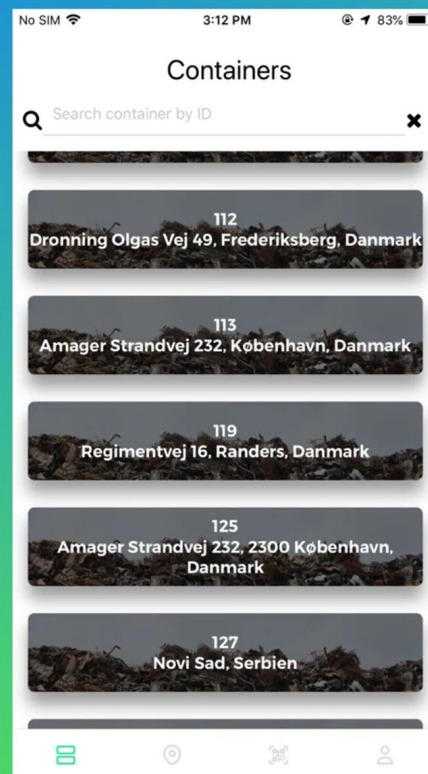 No SIM 3:12 PM 83%
Containers
Search container by ID
112
Dronning Olgas Vej 49, Frederiksberg, Danmark
113
Amager Strandvej 232, København, Danmark
119
Regimentvej 16, Randers, Danmark
125
Amager Strandvej 232, 2300 København,
Danmark
127
Novi Sad, Serbien